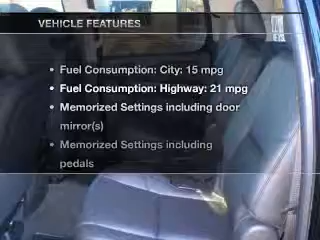 VEHICLE FEATURES
• Fuel Consumption: City: 15 mpg
• Fuel Consumption: Highway: 21 mpg
• Memorized Settings including door
mirror(s)
• Memorized Settings including
pedals